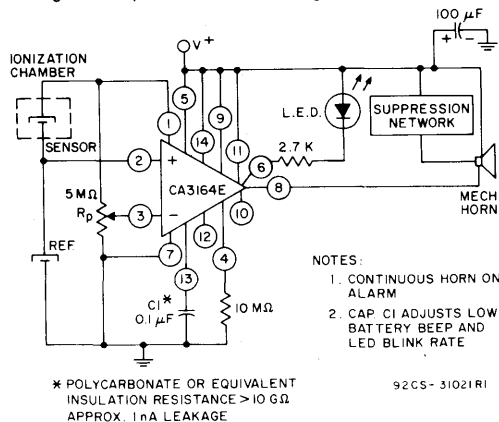 100 µF
+ -
V+
IONIZATION
CHAMBER
SENSOR
L.E.D.
SUPPRESSION
NETWORK
5
9
1
14
11
2
+
CA3164E
6
2.7 K
8
MECH
HORN
5MΩ
Rp
3
-
10
12
7
4
REF.
13
C1*
0.1 µF
10 MΩ
NOTES:
1. CONTINUOUS HORN ON
ALARM
2. CAP. C1 ADJUSTS LOW
BATTERY BEEP AND
LED BLINK RATE
* POLYCARBONATE OR EQUIVALENT
INSULATION RESISTANCE > 10 GΩ
APPROX. 1nA LEAKAGE
92CS-31021R1